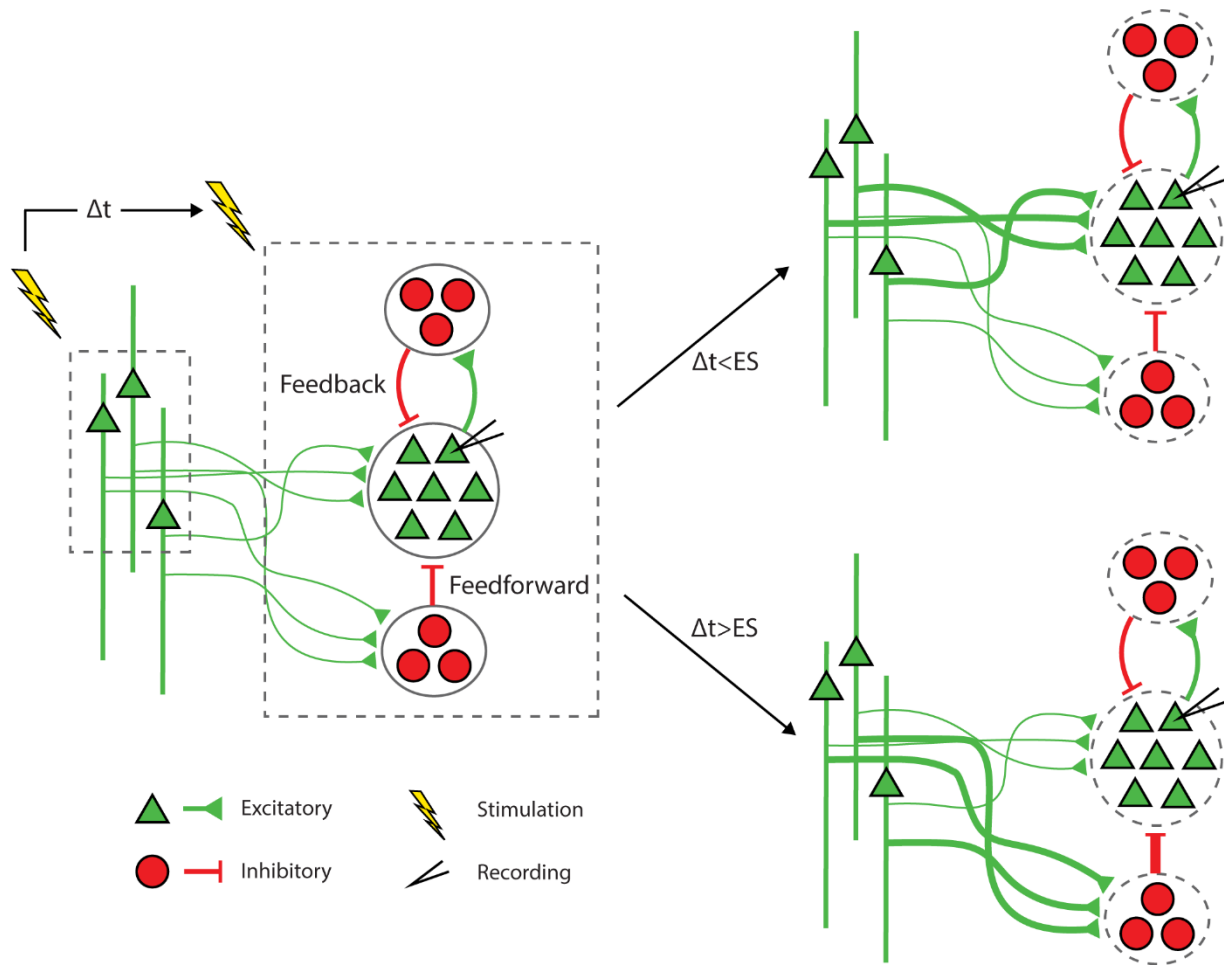 Δt
Feedback
Feedforward
Δt<ES
Δt>ES
Excitatory
Stimulation
Inhibitory
Recording